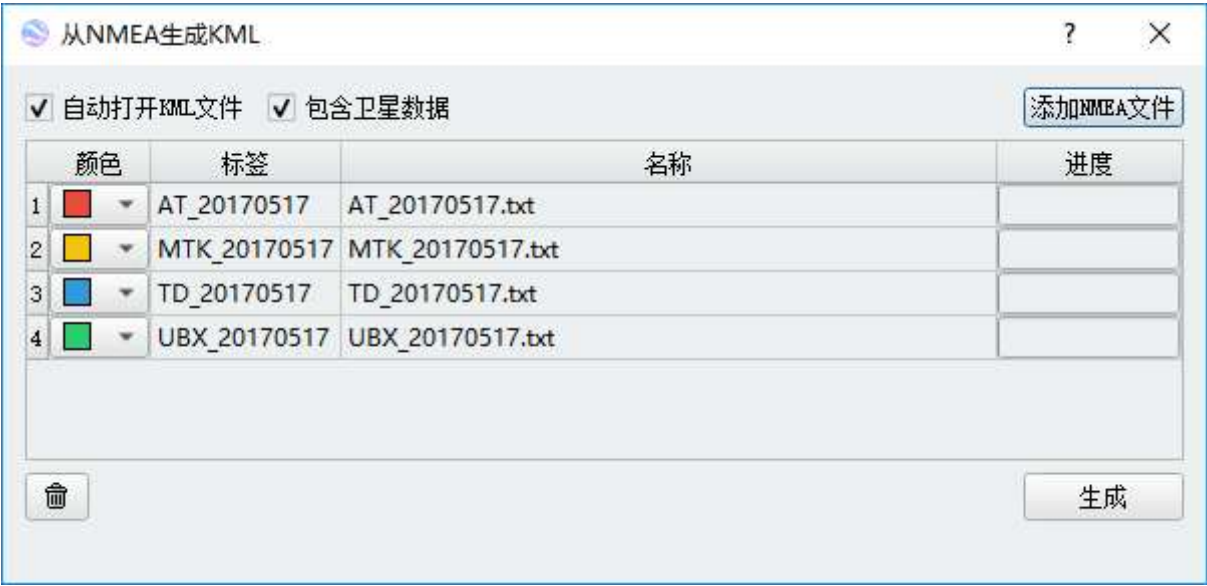 从NMEA生成KML ?
自动打开KML文件 包含卫星数据 添加NMEA文件
颜色 标签 名称 进度
1 AT_20170517 AT_20170517.txt
2 MTK_20170517 MTK_20170517.txt
3 TD_20170517 TD_20170517.txt
4 UBX_20170517 UBX_20170517.txt
生成